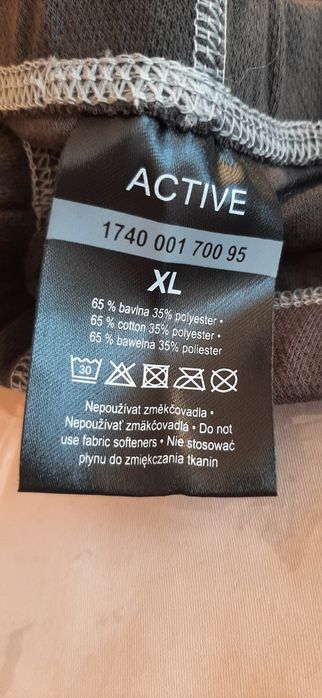 ACTIVE
1740 001 700 95
XL
65 % bavlna 35% polyester •
65 % cotton 35% polyester •
65 % bawelna 35% poliester
30
Nepoužívat změkčovadla •
Nepoužívať zmäkčovadlá • Do not
use fabric softeners • Nie stosować
płynu do zmiękczania tkanin